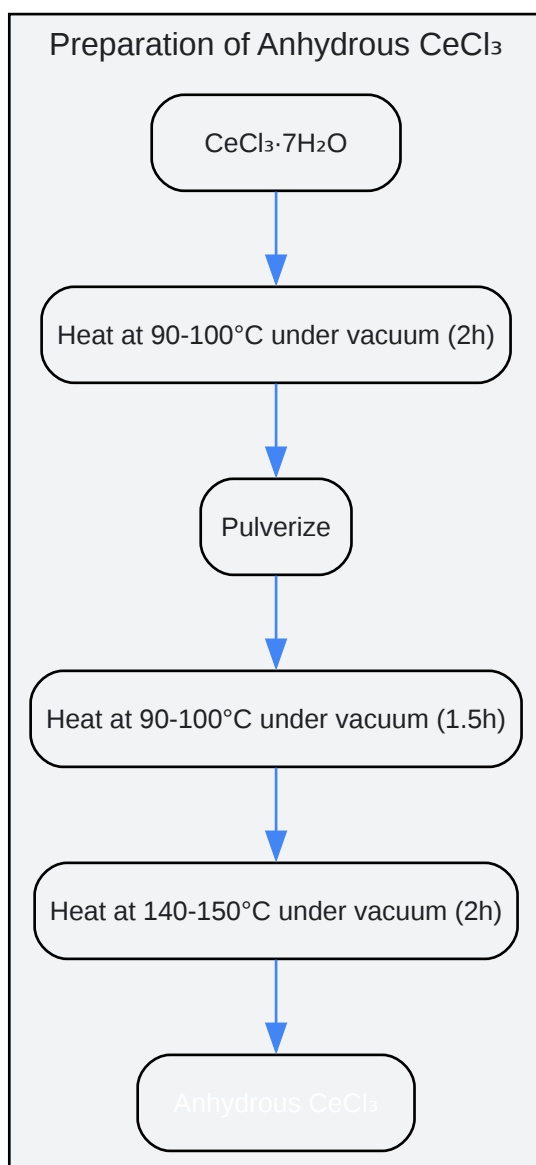 Preparation of Anhydrous CeCl₃
CeCl₃·7H₂O
Heat at 90-100°C under vacuum (2h)
Pulverize
Heat at 90-100°C under vacuum (1.5h)
Heat at 140-150°C under vacuum (2h)
Anhydrous CeCl₃